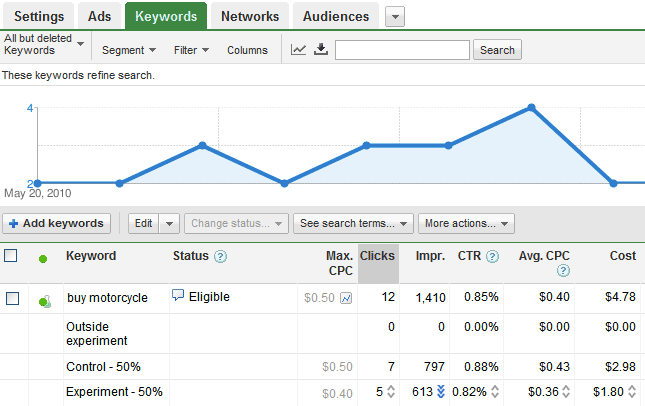 Settings Ads Keywords Networks Audiences
All but deleted
Keywords Segment Filter Columns Search
These keywords refine search.
4
2
May 20, 2010
+ Add keywords Edit Change status... See search terms... More actions...
Keyword Status ? Max. CPC Clicks Impr. CTR ? Avg. CPC ? Cost
buy motorcycle Eligible $0.50 12 1,410 0.85% $0.40 $4.78
Outside experiment 0 0 0.00% $0.00 $0.00
Control - 50% $0.50 7 797 0.88% $0.43 $2.98
Experiment - 50% $0.40 5 613 0.82% $0.36 $1.80